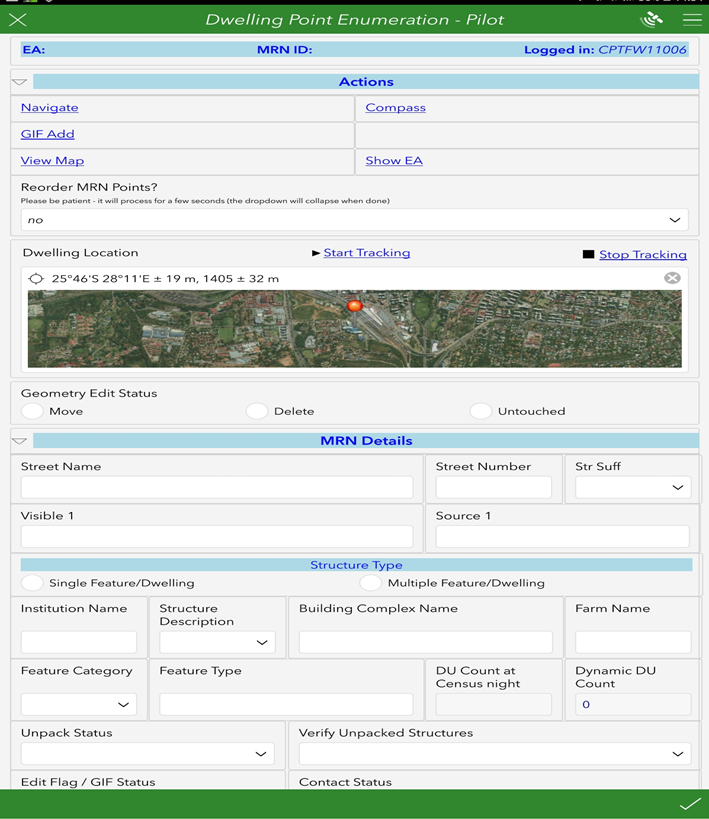 Dwelling Point Enumeration - Pilot
EA: MRN ID: Logged in: CPTFW11006
Actions
Navigate Compass
GIF Add
View Map Show EA
Reorder MRN Points?
Please be patient - it will process for a few seconds (the dropdown will collapse when done)
no
Dwelling Location Start Tracking Stop Tracking
25°46'S 28°11'E ± 19 m, 1405 ± 32 m
Geometry Edit Status
Move Delete Untouched
MRN Details
Street Name Street Number Str Suff
Visible 1 Source 1
Structure Type
Single Feature/Dwelling Multiple Feature/Dwelling
Institution Name Structure Description Building Complex Name Farm Name
Feature Category Feature Type DU Count at Census night Dynamic DU Count
0
Unpack Status Verify Unpacked Structures
Edit Flag / GIF Status Contact Status